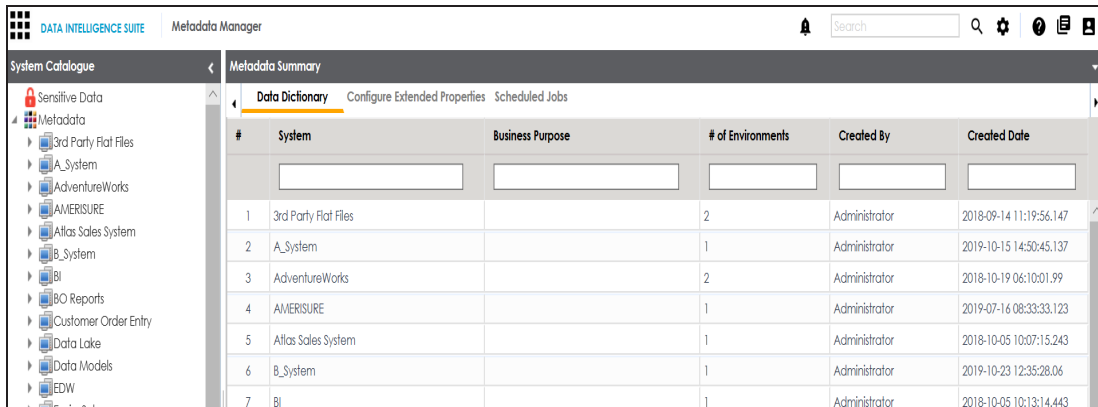 DATA INTELLIGENCE SUITE Metadata Manager Search
System Catalogue
Sensitive Data
Metadata
3rd Party Flat Files
A_System
AdventureWorks
AMERISURE
Atlas Sales System
B_System
BI
BO Reports
Customer Order Entry
Data Lake
Data Models
EDW
Metadata Summary
Data Dictionary Configure Extended Properties Scheduled Jobs
# System Business Purpose # of Environments Created By Created Date
1 3rd Party Flat Files 2 Administrator 2018-09-14 11:19:56.147
2 A_System 1 Administrator 2019-10-15 14:50:45.137
3 AdventureWorks 2 Administrator 2018-10-19 06:10:01.99
4 AMERISURE 1 Administrator 2019-07-16 08:33:33.123
5 Atlas Sales System 1 Administrator 2018-10-05 10:07:15.243
6 B_System 1 Administrator 2019-10-23 12:35:28.06
7 BI 1 Administrator 2018-10-05 10:13:14.443